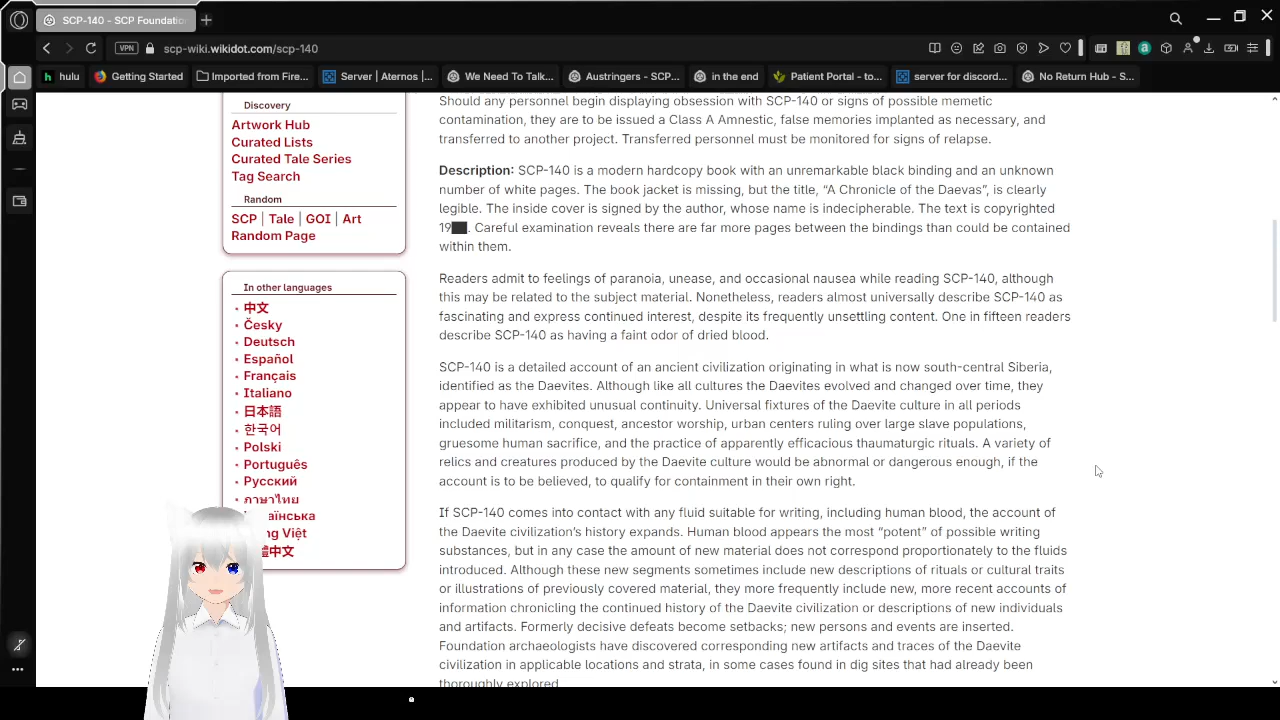 SCP-140 - SCP Foundation
scp-wiki.wikidot.com/scp-140
VPN
hulu
Getting Started
Imported from Fire...
Server | Aternos |...
We Need To Talk...
Austringers - SCP...
in the end
Patient Portal - to...
server for discord...
No Return Hub - S...
Discovery
Artwork Hub
Curated Lists
Curated Tale Series
Tag Search
Random
SCP | Tale | GOI | Art
Random Page
In other languages
中文
Česky
Deutsch
Español
Français
Italiano
日本語
한국어
Polski
Português
Русский
ภาษาไทย
аїнська
ng Việt
體中文
Should any personnel begin displaying obsession with SCP-140 or signs of possible memetic
contamination, they are to be issued a Class A Amnestic, false memories implanted as necessary, and
transferred to another project. Transferred personnel must be monitored for signs of relapse.
Description: SCP-140 is a modern hardcopy book with an unremarkable black binding and an unknown
number of white pages. The book jacket is missing, but the title, “A Chronicle of the Daevas”, is clearly
legible. The inside cover is signed by the author, whose name is indecipherable. The text is copyrighted
19██. Careful examination reveals there are far more pages between the bindings than could be contained
within them.
Readers admit to feelings of paranoia, unease, and occasional nausea while reading SCP-140, although
this may be related to the subject material. Nonetheless, readers almost universally describe SCP-140 as
fascinating and express continued interest, despite its frequently unsettling content. One in fifteen readers
describe SCP-140 as having a faint odor of dried blood.
SCP-140 is a detailed account of an ancient civilization originating in what is now south-central Siberia,
identified as the Daevites. Although like all cultures the Daevites evolved and changed over time, they
appear to have exhibited unusual continuity. Universal fixtures of the Daevite culture in all periods
included militarism, conquest, ancestor worship, urban centers ruling over large slave populations,
gruesome human sacrifice, and the practice of apparently efficacious thaumaturgic rituals. A variety of
relics and creatures produced by the Daevite culture would be abnormal or dangerous enough, if the
account is to be believed, to qualify for containment in their own right.
If SCP-140 comes into contact with any fluid suitable for writing, including human blood, the account of
the Daevite civilization’s history expands. Human blood appears the most “potent” of possible writing
substances, but in any case the amount of new material does not correspond proportionately to the fluids
introduced. Although these new segments sometimes include new descriptions of rituals or cultural traits
or illustrations of previously covered material, they more frequently include new, more recent accounts of
information chronicling the continued history of the Daevite civilization or descriptions of new individuals
and artifacts. Formerly decisive defeats become setbacks; new persons and events are inserted.
Foundation archaeologists have discovered corresponding new artifacts and traces of the Daevite
civilization in applicable locations and strata, in some cases found in dig sites that had already been
thoroughly explored.